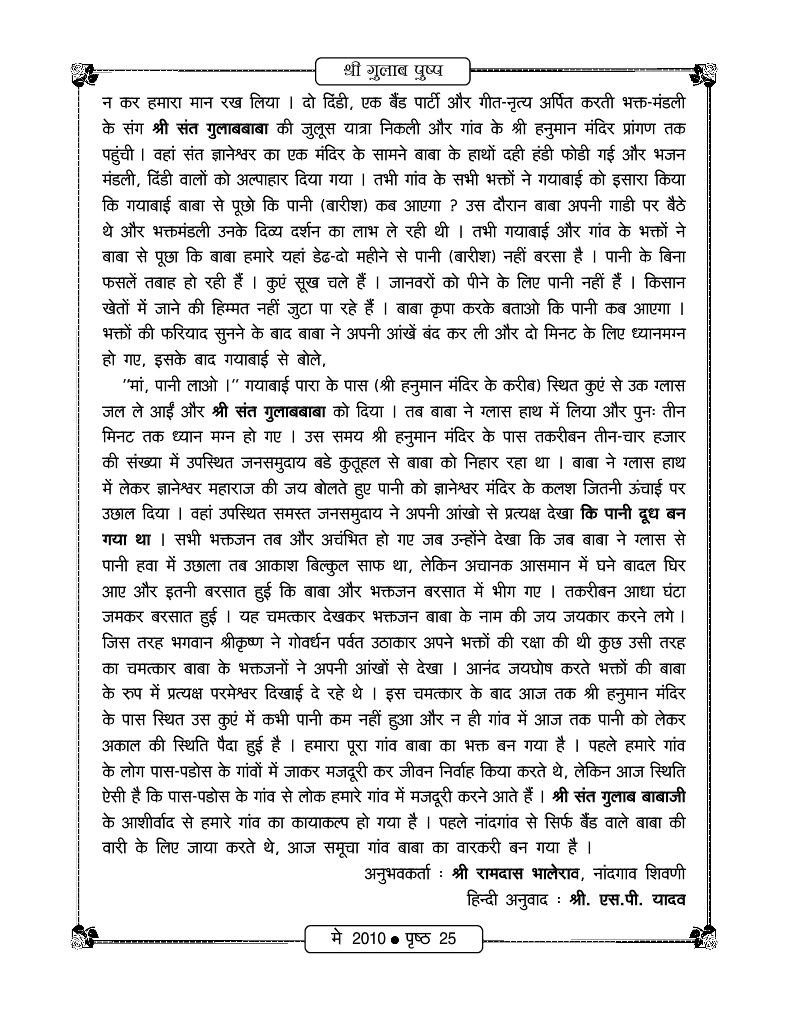 श्री गुलाब पुष्प
न कर हमारा मान रख लिया । दो दिंडी, एक बैंड पार्टी और गीत-नृत्य अर्पित करती भक्त-मंडली
के संग श्री संत गुलाबबाबा की जुलूस यात्रा निकली और गांव के श्री हनुमान मंदिर प्रांगण तक
पहुंची । वहां संत ज्ञानेश्वर का एक मंदिर के सामने बाबा के हाथों दही हंडी फोडी गई और भजन
मंडली, दिंडी वालों को अल्पाहार दिया गया । तभी गांव के सभी भक्तों ने गयाबाई को इसारा किया
कि गयाबाई बाबा से पूछो कि पानी (बारीश) कब आएगा ? उस दौरान बाबा अपनी गाडी पर बैठे
थे और भक्तमंडली उनके दिव्य दर्शन का लाभ ले रही थी । तभी गयाबाई और गांव के भक्तों ने
बाबा से पूछा कि बाबा हमारे यहां डेढ-दो महीने से पानी (बारीश) नहीं बरसा है । पानी के बिना
फसलें तबाह हो रही हैं । कुएं सूख चले हैं । जानवरों को पीने के लिए पानी नहीं हैं । किसान
खेतों में जाने की हिम्मत नहीं जुटा पा रहे हैं । बाबा कृपा करके बताओ कि पानी कब आएगा ।
भक्तों की फरियाद सुनने के बाद बाबा ने अपनी आंखें बंद कर ली और दो मिनट के लिए ध्यानमग्न
हो गए, इसके बाद गयाबाई से बोले,
”मां, पानी लाओ ।” गयाबाई पारा के पास (श्री हनुमान मंदिर के करीब) स्थित कुएं से उक ग्लास
जल ले आईं और श्री संत गुलाबबाबा को दिया । तब बाबा ने ग्लास हाथ में लिया और पुनः तीन
मिनट तक ध्यान मग्न हो गए । उस समय श्री हनुमान मंदिर के पास तकरीबन तीन-चार हजार
की संख्या में उपस्थित जनसमुदाय बडे कुतूहल से बाबा को निहार रहा था । बाबा ने ग्लास हाथ
में लेकर ज्ञानेश्वर महाराज की जय बोलते हुए पानी को ज्ञानेश्वर मंदिर के कलश जितनी ऊंचाई पर
उछाल दिया । वहां उपस्थित समस्त जनसमुदाय ने अपनी आंखो से प्रत्यक्ष देखा कि पानी दूध बन
गया था । सभी भक्तजन तब और अचंभित हो गए जब उन्होंने देखा कि जब बाबा ने ग्लास से
पानी हवा में उछाला तब आकाश बिल्कुल साफ था, लेकिन अचानक आसमान में घने बादल घिर
आए और इतनी बरसात हुई कि बाबा और भक्तजन बरसात में भीग गए । तकरीबन आधा घंटा
जमकर बरसात हुई । यह चमत्कार देखकर भक्तजन बाबा के नाम की जय जयकार करने लगे ।
जिस तरह भगवान श्रीकृष्ण ने गोवर्धन पर्वत उठाकार अपने भक्तों की रक्षा की थी कुछ उसी तरह
का चमत्कार बाबा के भक्तजनों ने अपनी आंखों से देखा । आनंद जयघोष करते भक्तों की बाबा
के रुप में प्रत्यक्ष परमेश्वर दिखाई दे रहे थे । इस चमत्कार के बाद आज तक श्री हनुमान मंदिर
के पास स्थित उस कुएं में कभी पानी कम नहीं हुआ और न ही गांव में आज तक पानी को लेकर
अकाल की स्थिति पैदा हुई है । हमारा पूरा गांव बाबा का भक्त बन गया है । पहले हमारे गांव
के लोग पास-पडोस के गांवों में जाकर मजदूरी कर जीवन निर्वाह किया करते थे, लेकिन आज स्थिति
ऐसी है कि पास-पडोस के गांव से लोक हमारे गांव में मजदूरी करने आते हैं । श्री संत गुलाब बाबाजी
के आशीर्वाद से हमारे गांव का कायाकल्प हो गया है । पहले नांदगांव से सिर्फ बैंड वाले बाबा की
वारी के लिए जाया करते थे, आज समूचा गांव बाबा का वारकरी बन गया है ।
अनुभवकर्ता : श्री रामदास भालेराव, नांदगाव शिवणी
हिन्दी अनुवाद : श्री. एस.पी. यादव
मे 2010 ● पृष्ठ 25